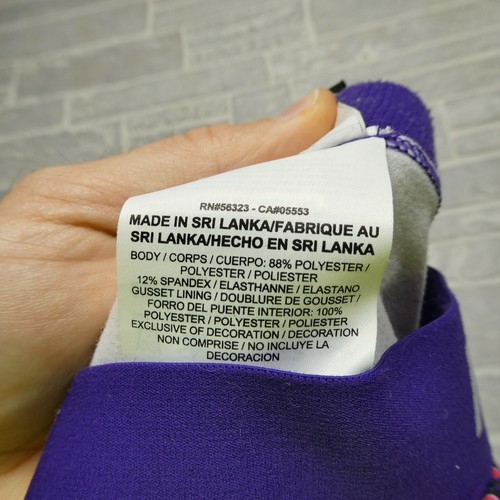 RN#56323 - CA#05553
MADE IN SRI LANKA/FABRIQUE AU
SRI LANKA/HECHO EN SRI LANKA
BODY / CORPS / CUERPO: 88% POLYESTER /
POLYESTER / POLIESTER
12% SPANDEX / ELASTHANNE / ELASTANO
GUSSET LINING / DOUBLURE DE GOUSSET /
FORRO DEL PUENTE INTERIOR: 100%
POLYESTER / POLYESTER / POLIESTER
EXCLUSIVE OF DECORATION / DECORATION
NON COMPRISE / NO INCLUYE LA
DECORACION